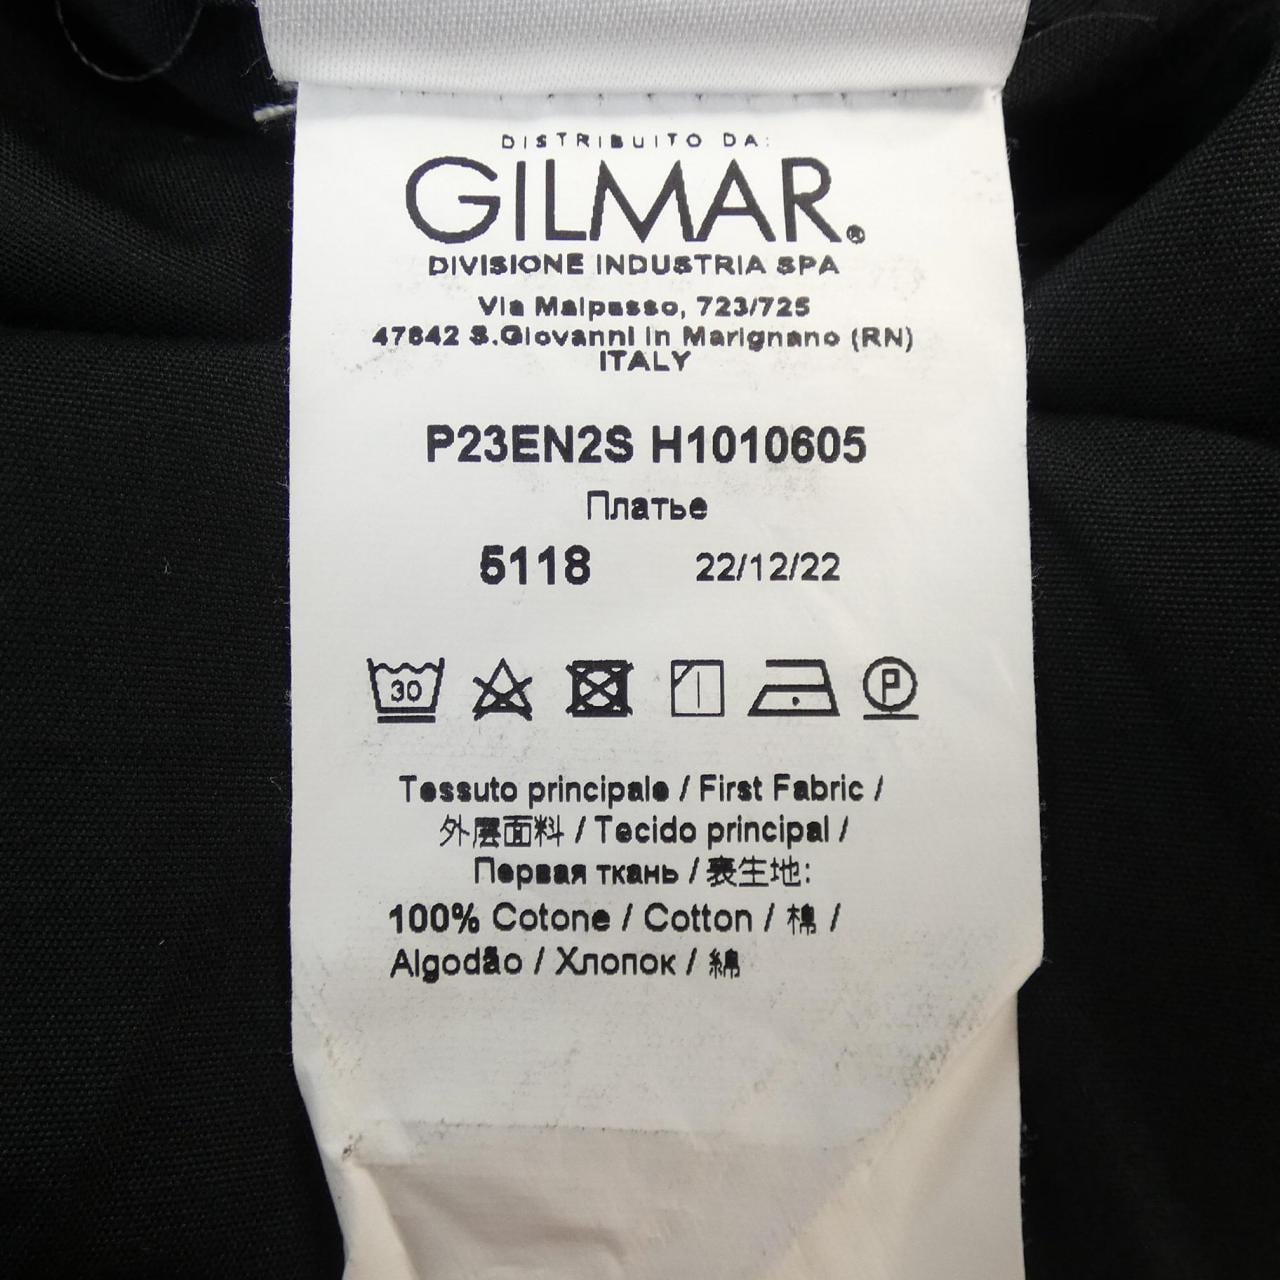 DISTRIBUITO DA:
GILMAR®
DIVISIONE INDUSTRIA SPA
Via Malpasso, 723/725
47842 S.Giovanni in Marignano (RN)
ITALY
P23EN2S H1010605
Платье
5118 22/12/22
30 P
Tessuto principale / First Fabric /
外层面料 / Tecido principal /
Первая ткань / 表生地:
100% Cotone / Cotton / 棉 /
Algodão / Хлопок / 綿